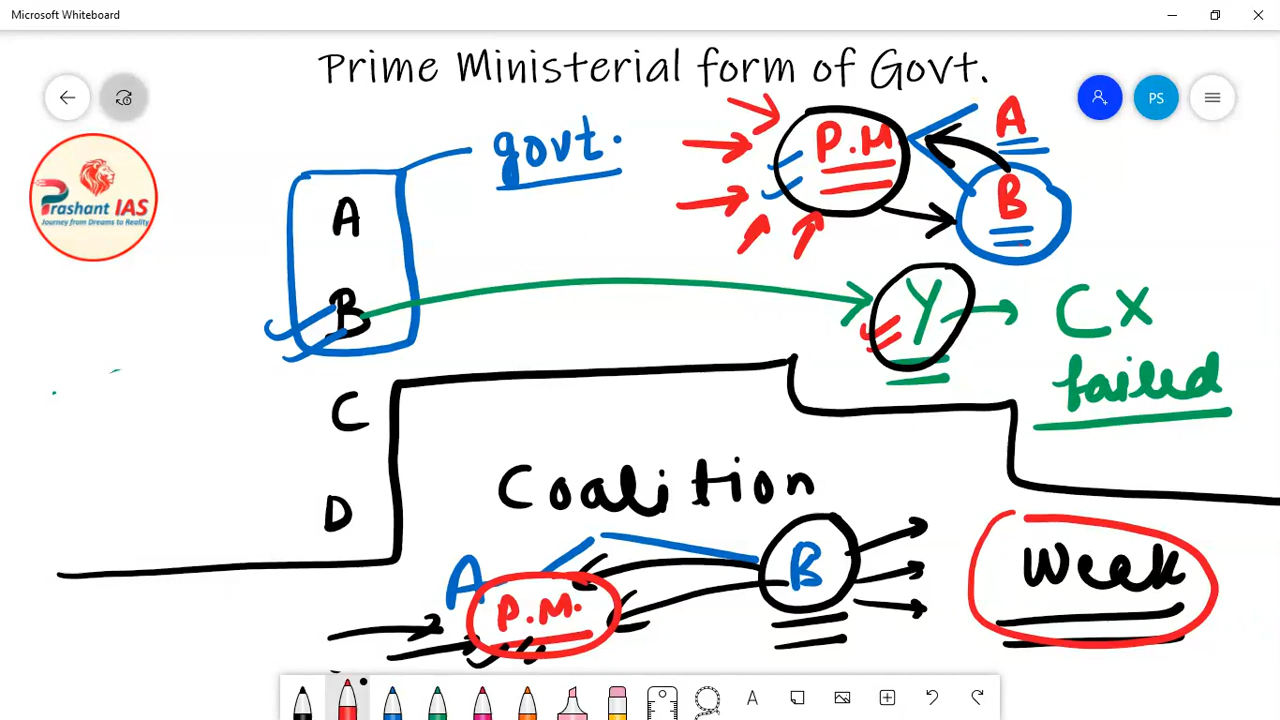 Microsoft Whiteboard
Prime Ministerial form of Govt.
PS
Prashant IAS
Journey from Dreams to Reality
govt.
P.M
A
B
A
B
Y
C X
failed
C
D
Coalition
A
B
P.M.
Week
A